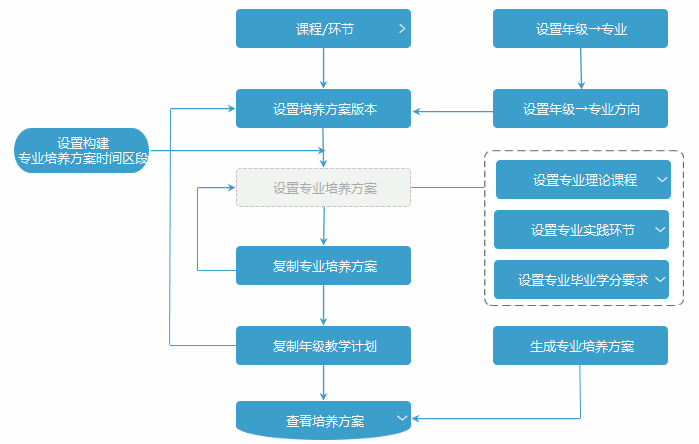 课程/环节
设置年级→专业
设置培养方案版本
设置年级→专业方向
设置构建
专业培养方案时间区段
设置专业培养方案
设置专业理论课程
设置专业实践环节
复制专业培养方案
设置专业毕业学分要求
复制年级教学计划
生成专业培养方案
查看培养方案